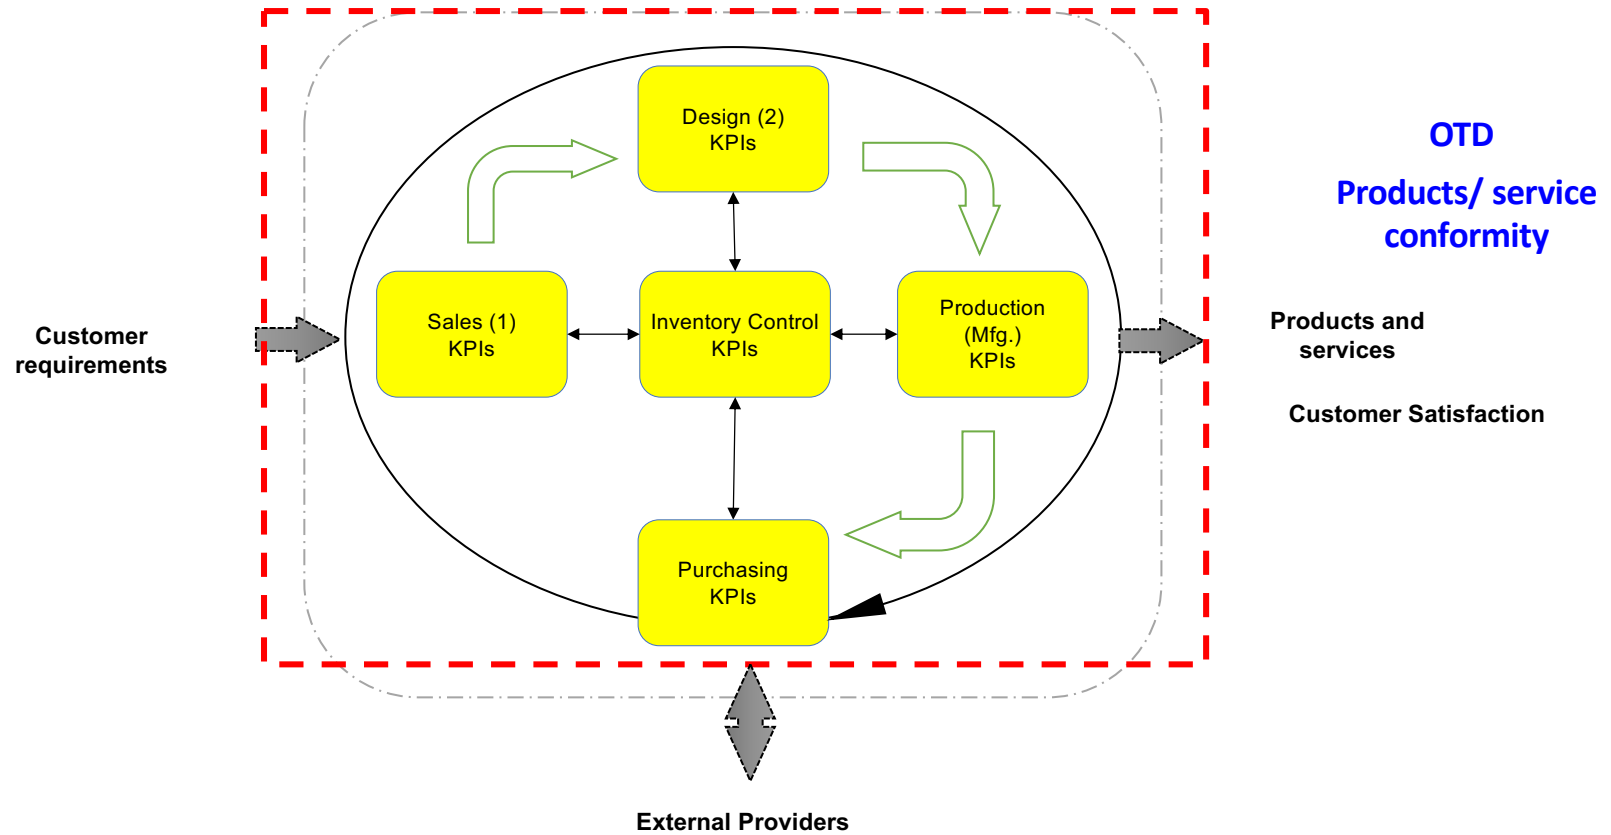 Design (2)
KPIs
OTD
Products/ service
conformity
Customer
requirements
Sales (1)
KPIs
Inventory Control
KPIs
Production
(Mfg.)
KPIs
Products and
services
Customer Satisfaction
Purchasing
KPIs
External Providers